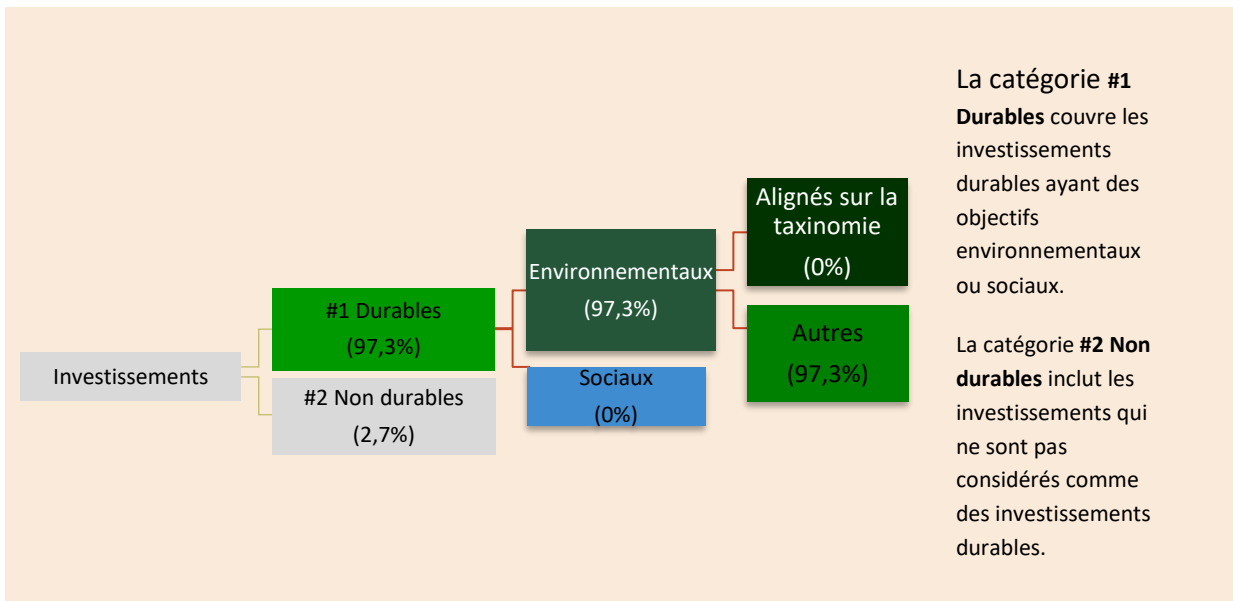 Investissements
#1 Durables
(97,3%)
#2 Non durables
(2,7%)
Environnementaux
(97,3%)
Sociaux
(0%)
Alignés sur la
taxinomie
(0%)
Autres
(97,3%)
La catégorie #1
Durables couvre les
investissements
durables ayant des
objectifs
environnementaux
ou sociaux.
La catégorie #2 Non
durables inclut les
investissements qui
ne sont pas
considérés comme
des investissements
durables.